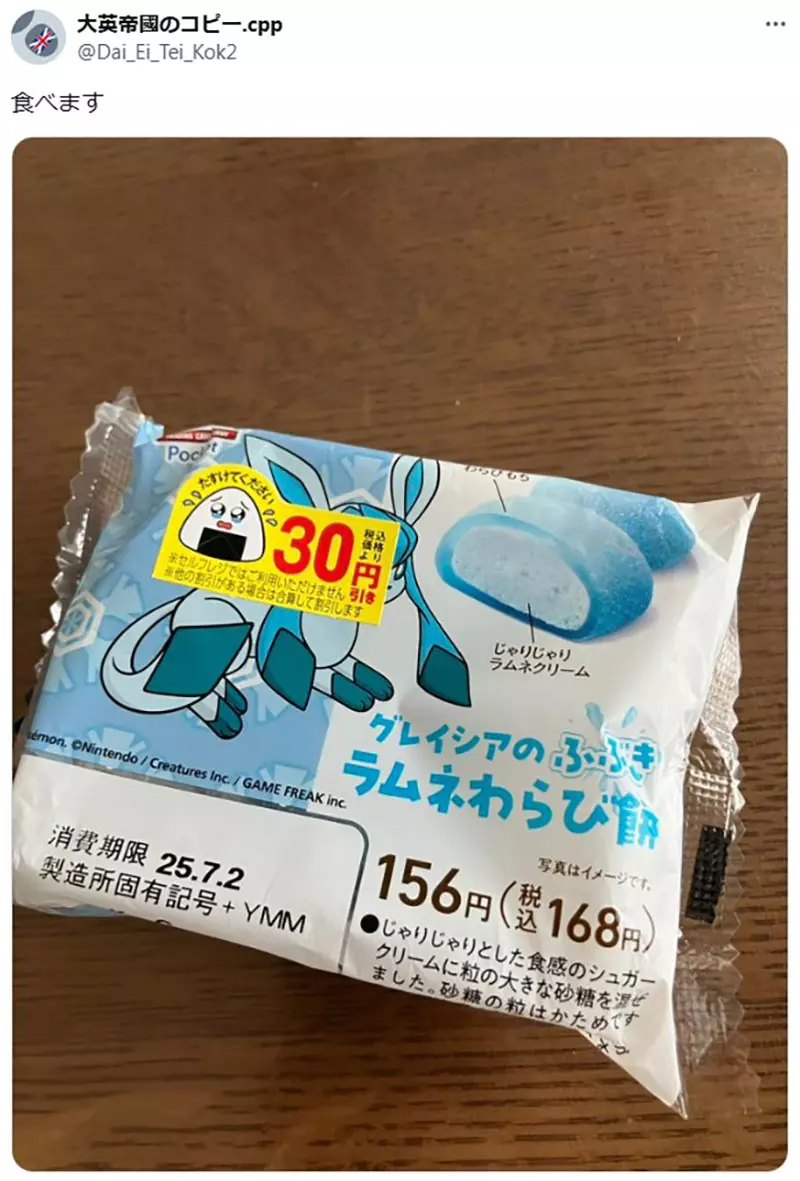 大英帝國のコピー.cpp
@Dai_Ei_Tei_Kok2
食べます
Pocket
たすけてください
30円引き
税込価格より
※セルフレジではご利用いただけません
※他の割引がある場合は合算して割引します
わらびもち
じゃりじゃり
ラムネクリーム
グレイシアのふぶき
ラムネわらび餅
émon. ©Nintendo / Creatures Inc. / GAME FREAK inc.
消費期限 25.7.2
製造所固有記号+YMM
写真はイメージです。
156円(税込168円)
●じゃりじゃりとした食感のシュガー
クリームに粒の大きな砂糖を混ぜ
ました。砂糖の粒はかためです